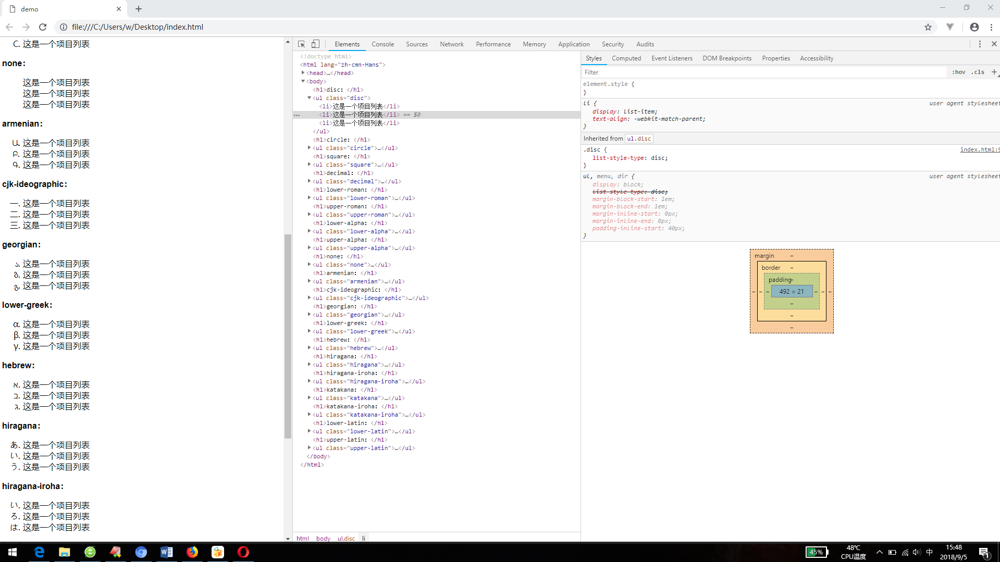 demo
file:///C:/Users/w/Desktop/index.html
C. 这是一个项目列表
none:
这是一个项目列表
这是一个项目列表
这是一个项目列表
armenian:
Ա. 这是一个项目列表
Բ. 这是一个项目列表
Գ. 这是一个项目列表
cjk-ideographic:
一. 这是一个项目列表
二. 这是一个项目列表
三. 这是一个项目列表
georgian:
ა. 这是一个项目列表
ბ. 这是一个项目列表
გ. 这是一个项目列表
lower-greek:
α. 这是一个项目列表
β. 这是一个项目列表
γ. 这是一个项目列表
hebrew:
א. 这是一个项目列表
ב. 这是一个项目列表
ג. 这是一个项目列表
hiragana:
あ. 这是一个项目列表
い. 这是一个项目列表
う. 这是一个项目列表
hiragana-iroha:
い. 这是一个项目列表
ろ. 这是一个项目列表
は. 这是一个项目列表
Elements Console Sources Network Performance Memory Application Security Audits
<!doctype html>
<html lang="zh-cmn-Hans">
<head>…</head>
<body>
<h1>disc: </h1>
<ul class="disc">
<li>这是一个项目列表</li>
<li>这是一个项目列表</li> == $0
<li>这是一个项目列表</li>
</ul>
<h1>circle: </h1>
<ul class="circle">…</ul>
<h1>square: </h1>
<ul class="square">…</ul>
<h1>decimal: </h1>
<ul class="decimal">…</ul>
<h1>lower-roman: </h1>
<ul class="lower-roman">…</ul>
<h1>upper-roman: </h1>
<ul class="upper-roman">…</ul>
<h1>lower-alpha: </h1>
<ul class="lower-alpha">…</ul>
<h1>upper-alpha: </h1>
<ul class="upper-alpha">…</ul>
<h1>none: </h1>
<ul class="none">…</ul>
<h1>armenian: </h1>
<ul class="armenian">…</ul>
<h1>cjk-ideographic: </h1>
<ul class="cjk-ideographic">…</ul>
<h1>georgian: </h1>
<ul class="georgian">…</ul>
<h1>lower-greek: </h1>
<ul class="lower-greek">…</ul>
<h1>hebrew: </h1>
<ul class="hebrew">…</ul>
<h1>hiragana: </h1>
<ul class="hiragana">…</ul>
<h1>hiragana-iroha: </h1>
<ul class="hiragana-iroha">…</ul>
<h1>katakana: </h1>
<ul class="katakana">…</ul>
<h1>katakana-iroha: </h1>
<ul class="katakana-iroha">…</ul>
<h1>lower-latin: </h1>
<ul class="lower-latin">…</ul>
<h1>upper-latin: </h1>
<ul class="upper-latin">…</ul>
</body>
</html>
html body ul.disc li
Styles Computed Event Listeners DOM Breakpoints Properties Accessibility
Filter :hov .cls +
element.style {
}
li { user agent stylesheet
display: list-item;
text-align: -webkit-match-parent;
}
Inherited from ul.disc
.disc { index.html:9
list-style-type: disc;
}
ul, menu, dir { user agent stylesheet
display: block;
list-style-type: disc;
margin-block-start: 1em;
margin-block-end: 1em;
margin-inline-start: 0px;
margin-inline-end: 0px;
padding-inline-start: 40px;
}
margin –
border –
padding –
– – – 492 × 21 – – –
–
–
–
45% 48℃ 中 15:48
CPU温度 2018/9/5 1